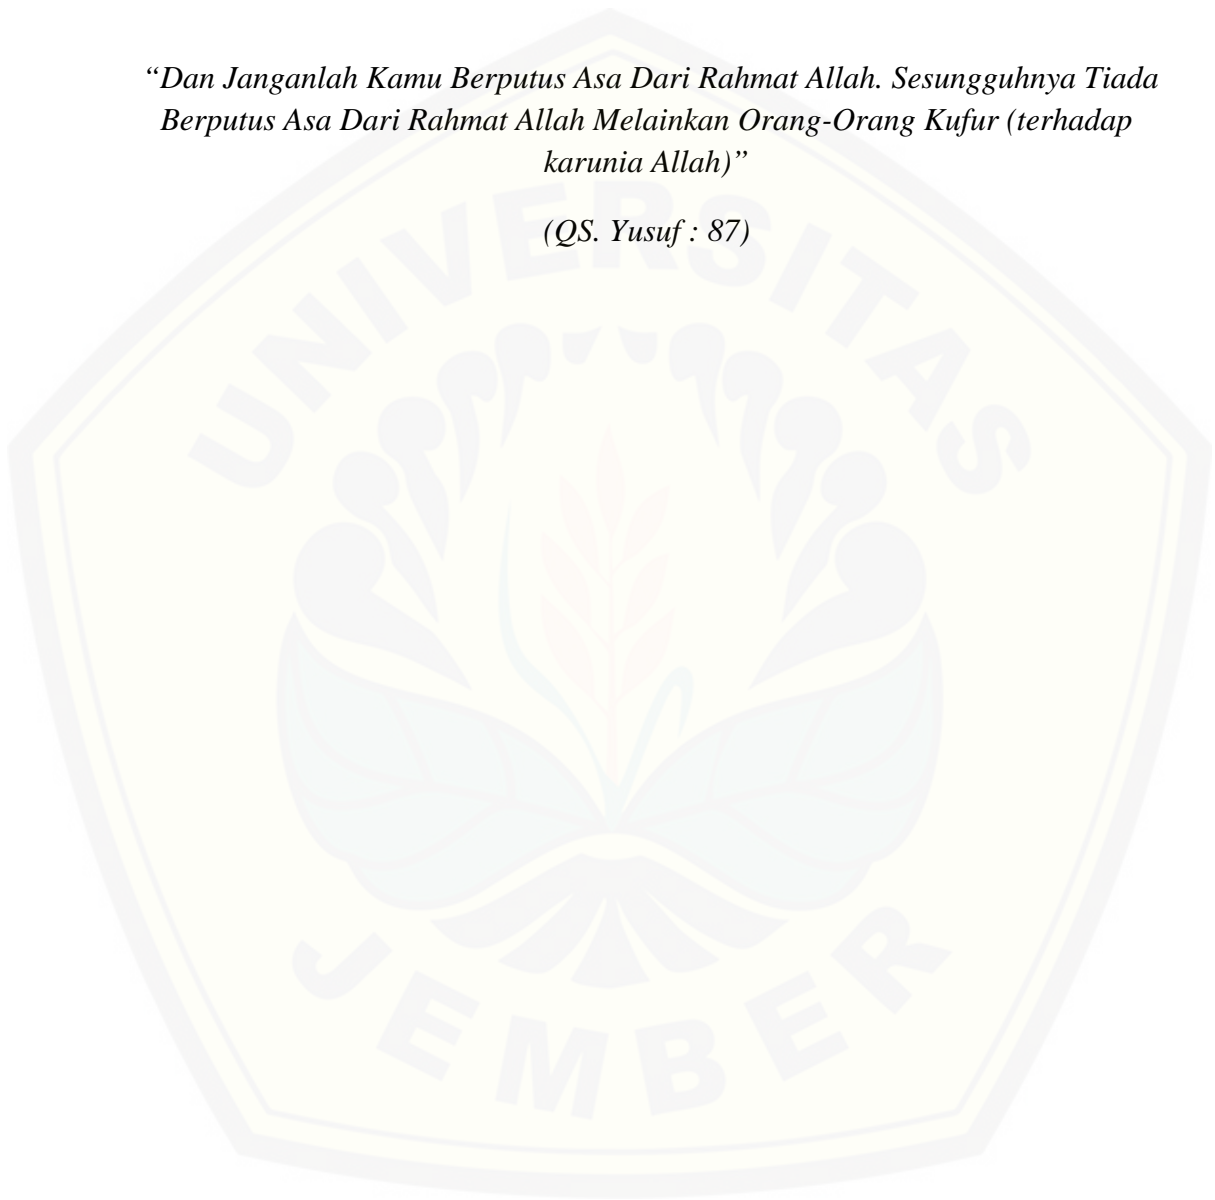 “Dan Janganlah Kamu Berputus Asa Dari Rahmat Allah. Sesungguhnya Tiada
Berputus Asa Dari Rahmat Allah Melainkan Orang-Orang Kufur (terhadap
karunia Allah)”
(QS. Yusuf : 87)
UNIVERSITAS
JEMBER